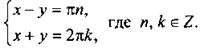 x − y = πn,
где n, k ∈ Z.
x + y = 2πk,